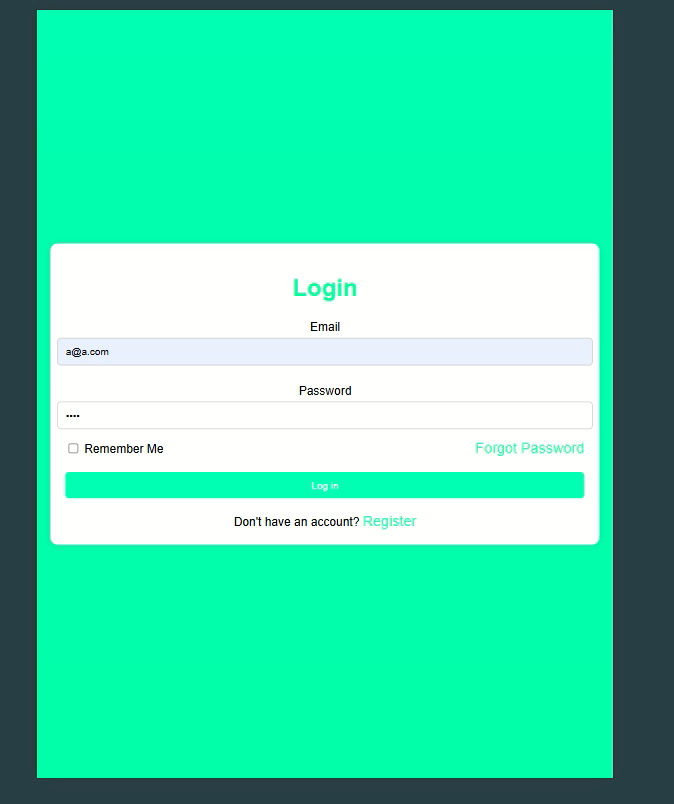 Login
Email
a@a.com
Password
••••
Remember Me Forgot Password
Log in
Don't have an account? Register